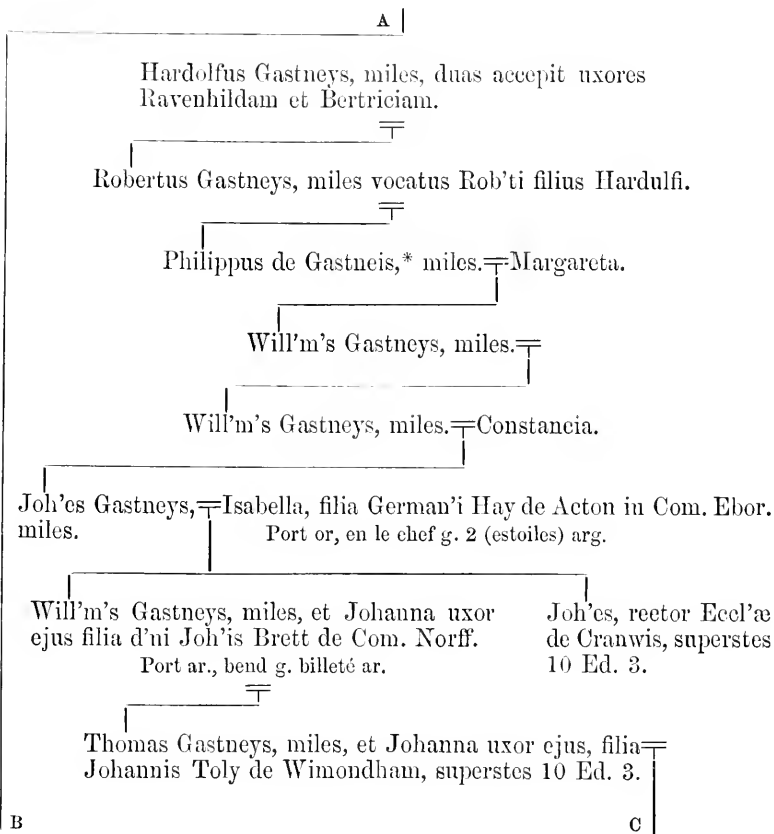 A
Hardolfus Gastneys, miles, duas accepit uxores
Ravenhildam et Bertriciam.
Robertus Gastneys, miles vocatus Rob'ti filius Hardulfi.
Philippus de Gastneis,* miles. Margareta.
Will'm's Gastneys, miles.
Will'm's Gastneys, miles. Constancia.
Joh'es Gastneys, Isabella, filia German'i Hay de Acton in Com. Ebor.
miles. Port or, en le chef g. 2 (estoiles) arg.
Will'm's Gastneys, miles, et Johanna uxor
ejus filia d'ni Joh'is Brett de Com. Norff.
Port ar., bend g. billeté ar.
Joh'es, rector Eccl'æ
de Cranwis, superstes
10 Ed. 3.
Thomas Gastneys, miles, et Johanna uxor ejus, filia
Johannis Toly de Wimondham, superstes 10 Ed. 3.
B C